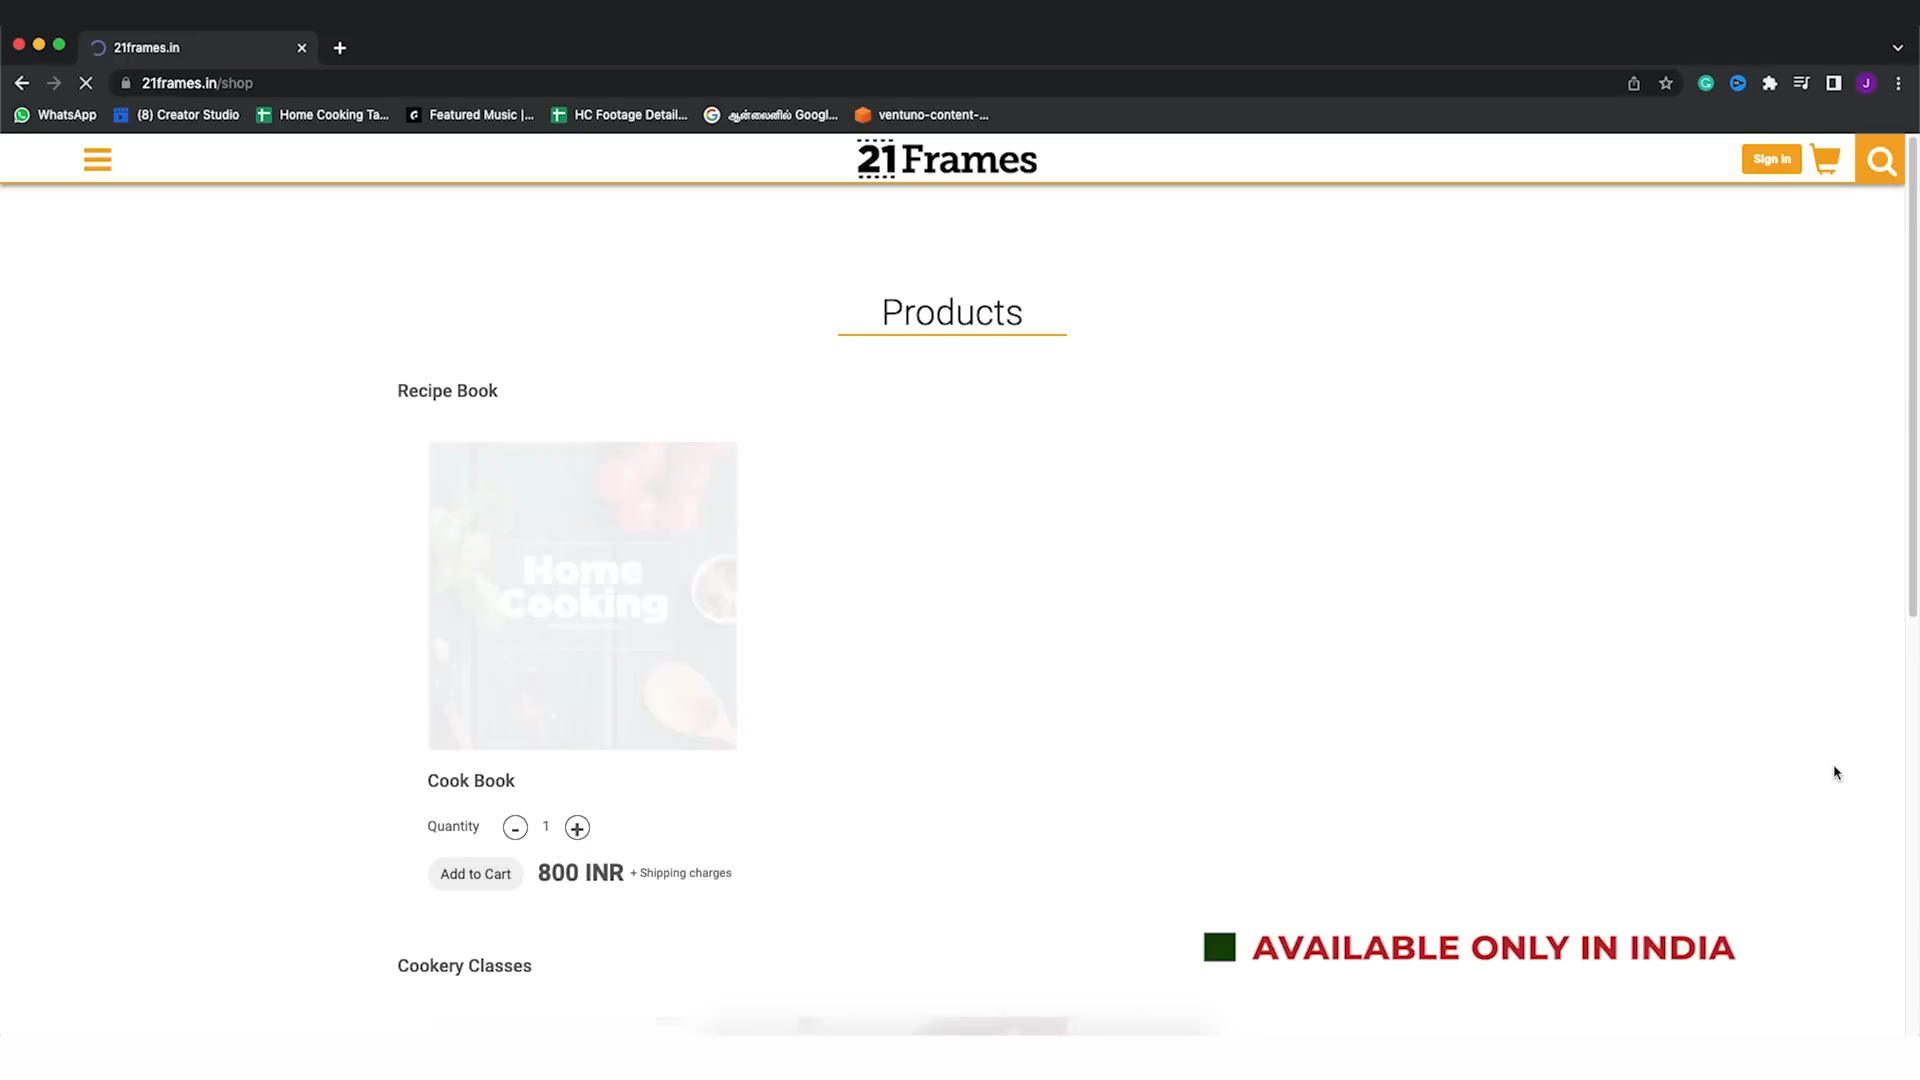 21frames.in
21frames.in/shop
J
WhatsApp
(8) Creator Studio
Home Cooking Ta...
Featured Music |...
HC Footage Detail...
ஆன்லைனில் Googl...
ventuno-content-...
21 Frames
Sign in
Products
Recipe Book
Home
Cooking
Cook Book
Quantity - 1 +
Add to Cart 800 INR + Shipping charges
AVAILABLE ONLY IN INDIA
Cookery Classes